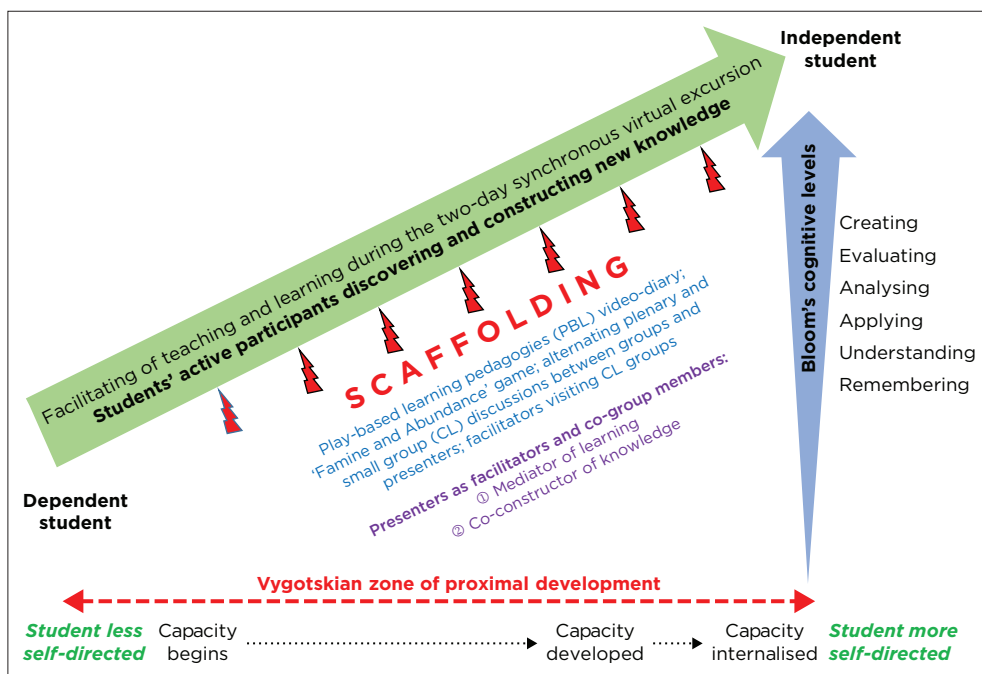 Independent
student
Facilitating of teaching and learning during the two-day synchronous virtual excursion
Students’ active participants discovering and constructing new knowledge
SCAFFOLDING
Play-based learning pedagogies (PBL) video-diary;
‘Famine and Abundance’ game; alternating plenary and
small group (CL) discussions between groups and
presenters; facilitators visiting CL groups
Presenters as facilitators and co-group members:
① Mediator of learning
② Co-constructor of knowledge
Bloom’s cognitive levels
Creating
Evaluating
Analysing
Applying
Understanding
Remembering
Dependent
student
Vygotskian zone of proximal development
Student less
self-directed
Capacity
begins
Capacity
developed
Capacity
internalised
Student more
self-directed